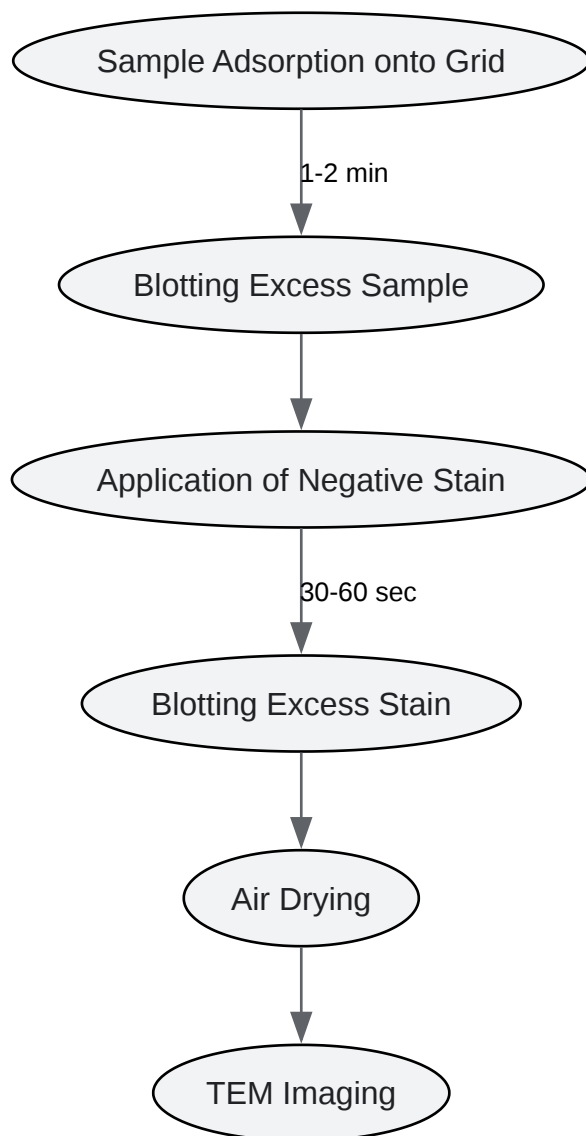 Sample Adsorption onto Grid
1-2 min
Blotting Excess Sample
Application of Negative Stain
30-60 sec
Blotting Excess Stain
Air Drying
TEM Imaging